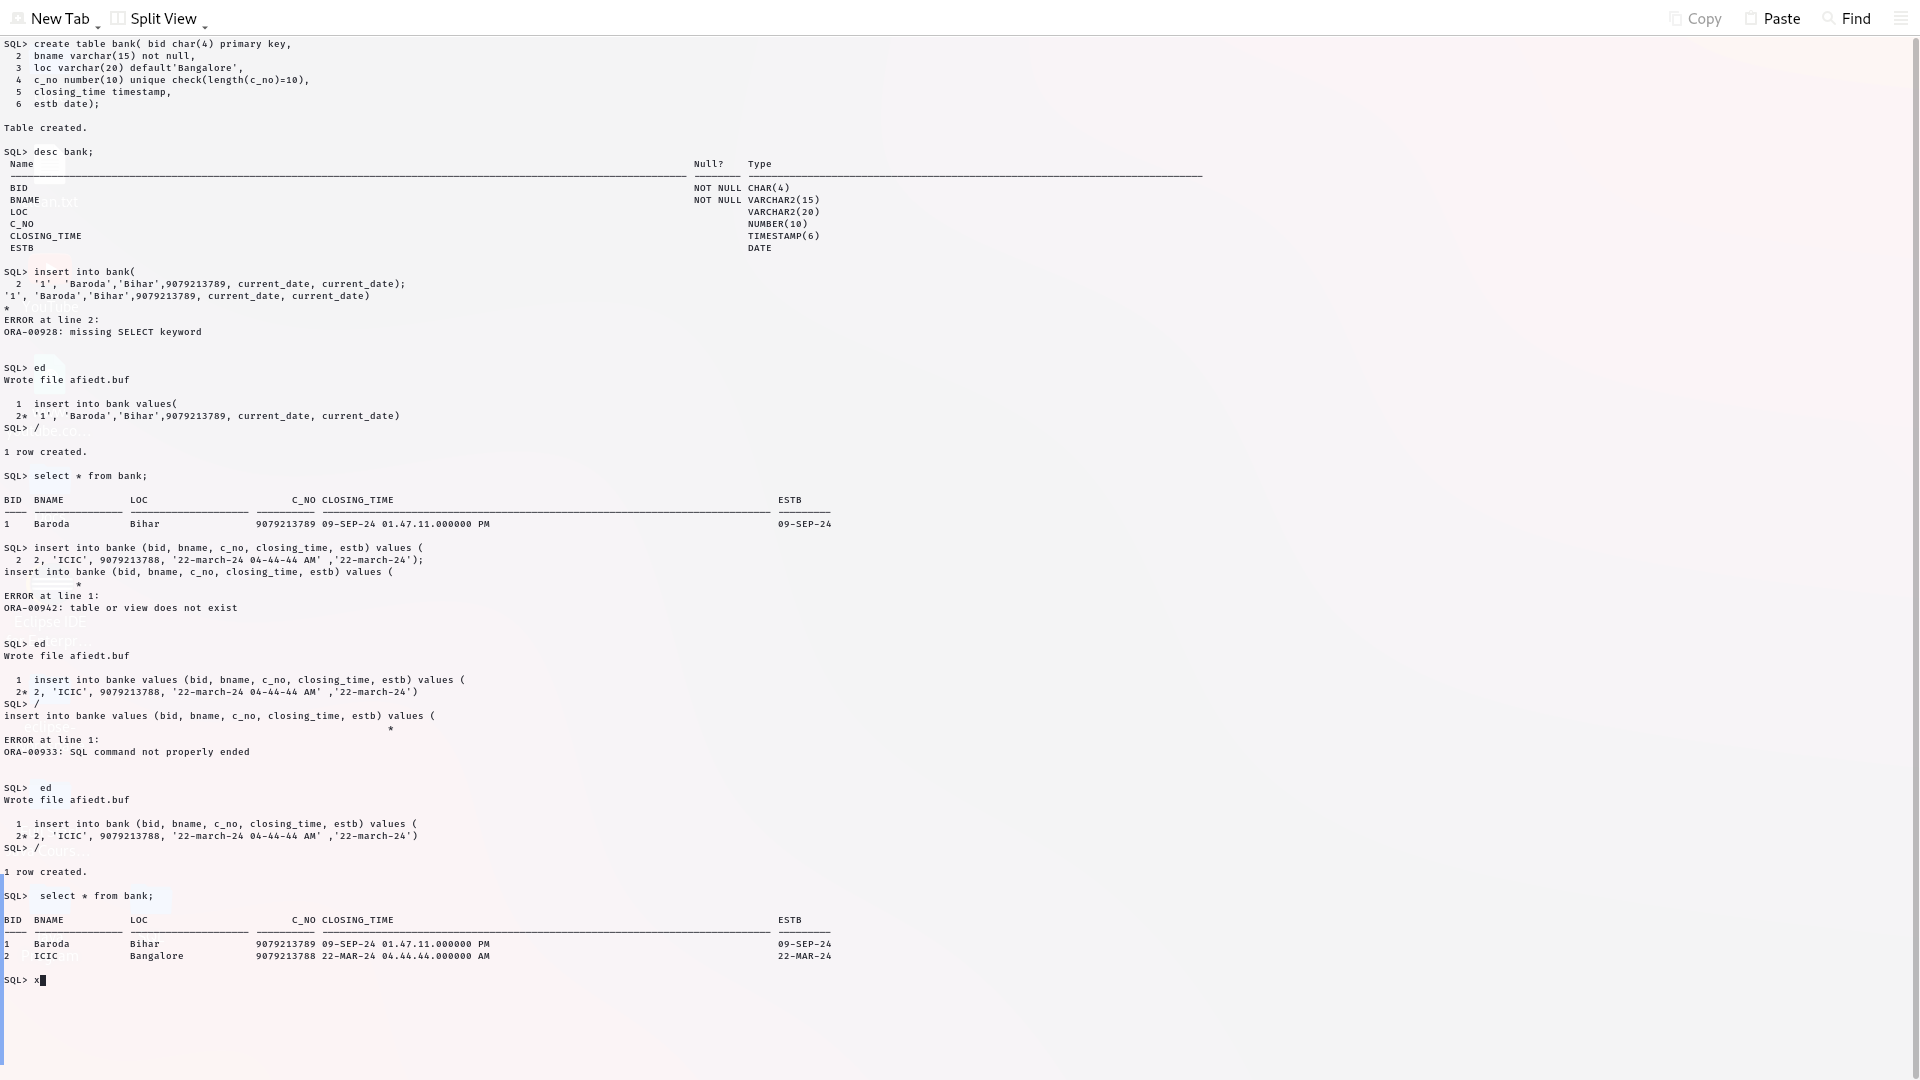 New Tab Split View Copy Paste Find
SQL> create table bank( bid char(4) primary key,
2 bname varchar(15) not null,
3 loc varchar(20) default'Bangalore',
4 c_no number(10) unique check(length(c_no)=10),
5 closing_time timestamp,
6 estb date);
Table created.
SQL> desc bank;
Name Null? Type
BID NOT NULL CHAR(4)
BNAME NOT NULL VARCHAR2(15)
LOC VARCHAR2(20)
C_NO NUMBER(10)
CLOSING_TIME TIMESTAMP(6)
ESTB DATE
SQL> insert into bank(
2 '1', 'Baroda','Bihar',9079213789, current_date, current_date);
'1', 'Baroda','Bihar',9079213789, current_date, current_date)
*
ERROR at line 2:
ORA-00928: missing SELECT keyword
SQL> ed
Wrote file afiedt.buf
1 insert into bank values(
2* '1', 'Baroda','Bihar',9079213789, current_date, current_date)
SQL> /
1 row created.
SQL> select * from bank;
BID BNAME LOC C_NO CLOSING_TIME ESTB
1 Baroda Bihar 9079213789 09-SEP-24 01.47.11.000000 PM 09-SEP-24
SQL> insert into banke (bid, bname, c_no, closing_time, estb) values (
2 2, 'ICIC', 9079213788, '22-march-24 04-44-44 AM' ,'22-march-24');
insert into banke (bid, bname, c_no, closing_time, estb) values (
*
ERROR at line 1:
ORA-00942: table or view does not exist
SQL> ed
Wrote file afiedt.buf
1 insert into banke values (bid, bname, c_no, closing_time, estb) values (
2* 2, 'ICIC', 9079213788, '22-march-24 04-44-44 AM' ,'22-march-24')
SQL> /
insert into banke values (bid, bname, c_no, closing_time, estb) values (
*
ERROR at line 1:
ORA-00933: SQL command not properly ended
SQL> ed
Wrote file afiedt.buf
1 insert into bank (bid, bname, c_no, closing_time, estb) values (
2* 2, 'ICIC', 9079213788, '22-march-24 04-44-44 AM' ,'22-march-24')
SQL> /
1 row created.
SQL> select * from bank;
BID BNAME LOC C_NO CLOSING_TIME ESTB
1 Baroda Bihar 9079213789 09-SEP-24 01.47.11.000000 PM 09-SEP-24
2 ICIC Bangalore 9079213788 22-MAR-24 04.44.44.000000 AM 22-MAR-24
SQL> x